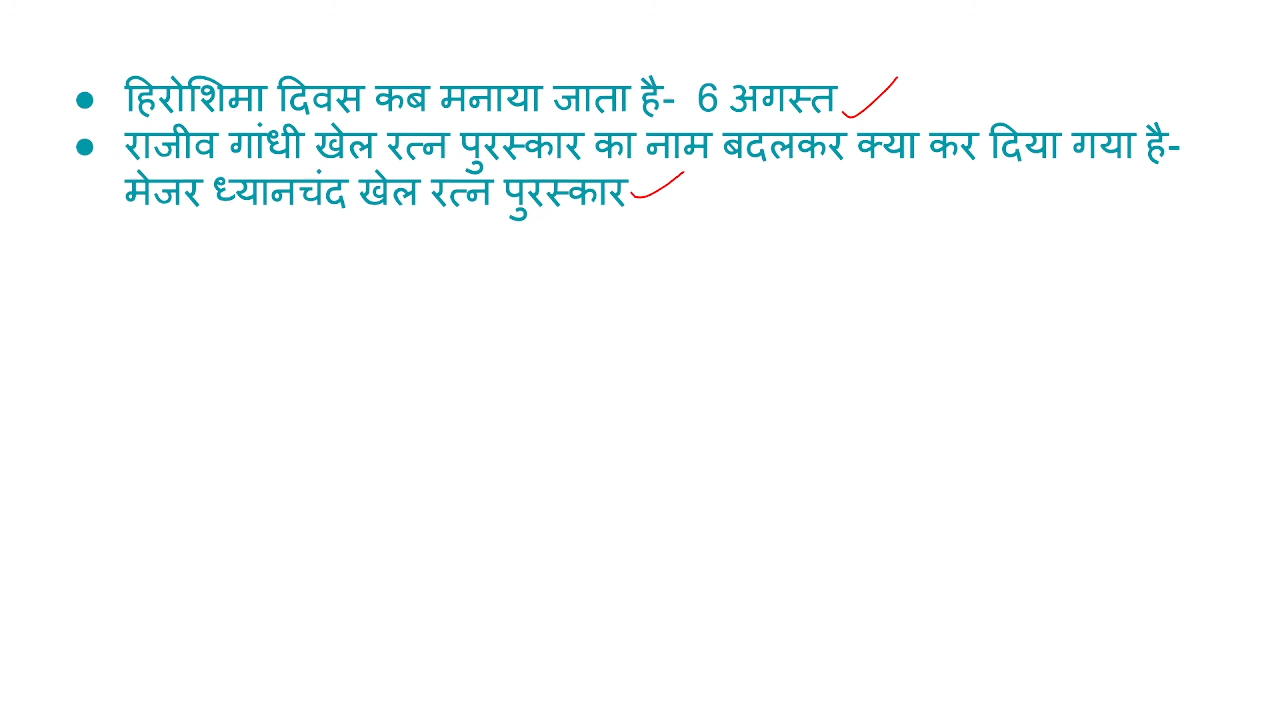 ● हिरोशिमा दिवस कब मनाया जाता है- 6 अगस्त
● राजीव गांधी खेल रत्न पुरस्कार का नाम बदलकर क्या कर दिया गया है-
मेजर ध्यानचंद खेल रत्न पुरस्कार